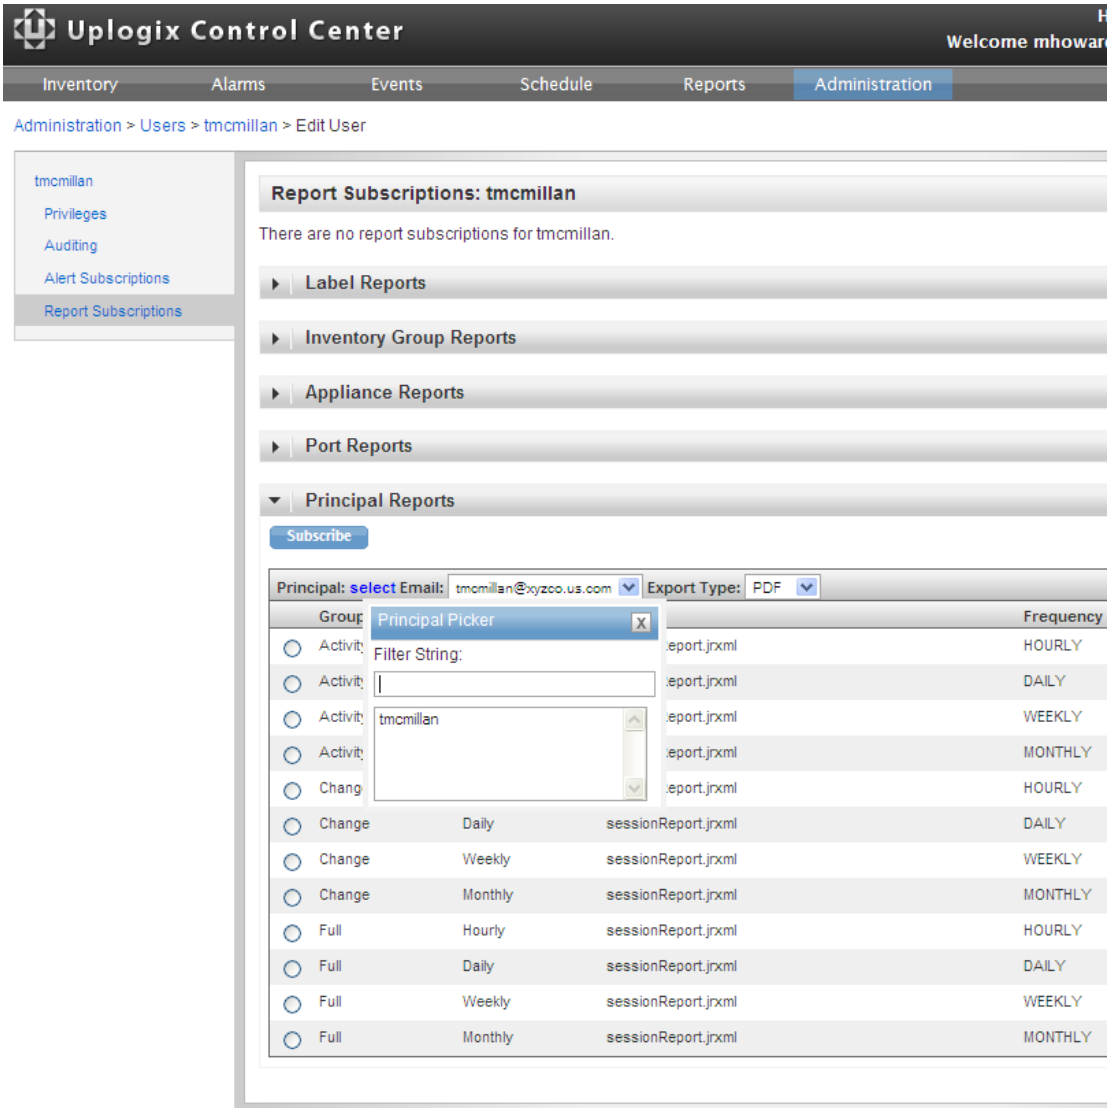 H
Uplogix Control Center
Welcome mhoward
Inventory Alarms Events Schedule Reports Administration
Administration > Users > tmcmillan > Edit User
tmcmillan
Privileges
Auditing
Alert Subscriptions
Report Subscriptions
Report Subscriptions: tmcmillan
There are no report subscriptions for tmcmillan.
Label Reports
Inventory Group Reports
Appliance Reports
Port Reports
Principal Reports
Subscribe
Principal: select Email: tmcmillan@xyzco.us.com Export Type: PDF
Group Frequency
Principal Picker X
Filter String:
tmcmillan
Activity eport.jrxml HOURLY
Activity eport.jrxml DAILY
Activity eport.jrxml WEEKLY
Activity eport.jrxml MONTHLY
Chang eport.jrxml HOURLY
Change Daily sessionReport.jrxml DAILY
Change Weekly sessionReport.jrxml WEEKLY
Change Monthly sessionReport.jrxml MONTHLY
Full Hourly sessionReport.jrxml HOURLY
Full Daily sessionReport.jrxml DAILY
Full Weekly sessionReport.jrxml WEEKLY
Full Monthly sessionReport.jrxml MONTHLY